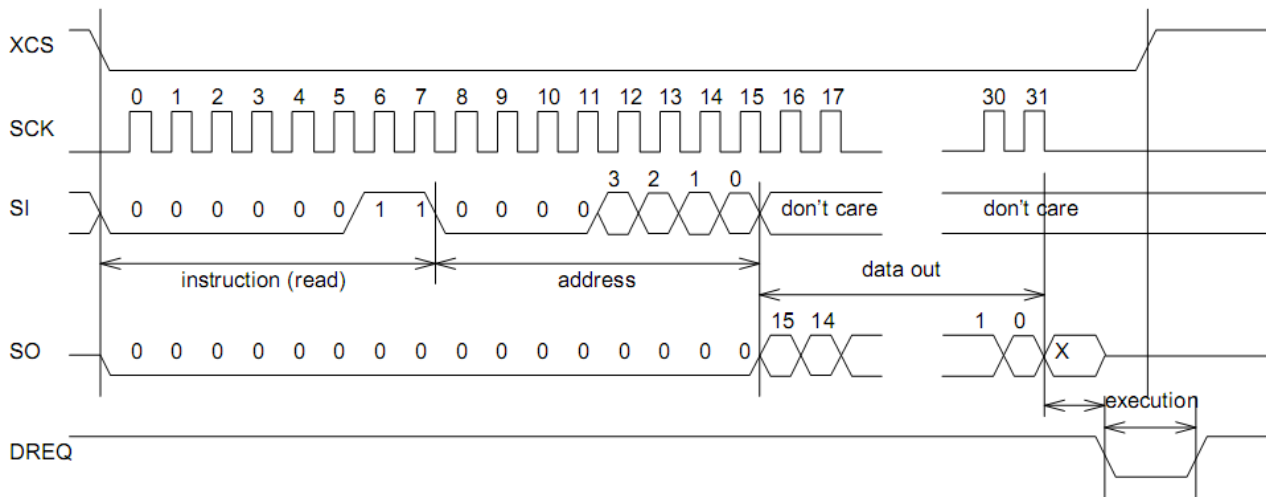 XCS
0 1 2 3 4 5 6 7 8 9 10 11 12 13 14 15 16 17 30 31
SCK
3 2 1 0
SI 0 0 0 0 0 0 1 1 0 0 0 0 don't care don't care
instruction (read) address data out
15 14 1 0
SO 0 0 0 0 0 0 0 0 0 0 0 0 0 0 0 0 X
execution
DREQ